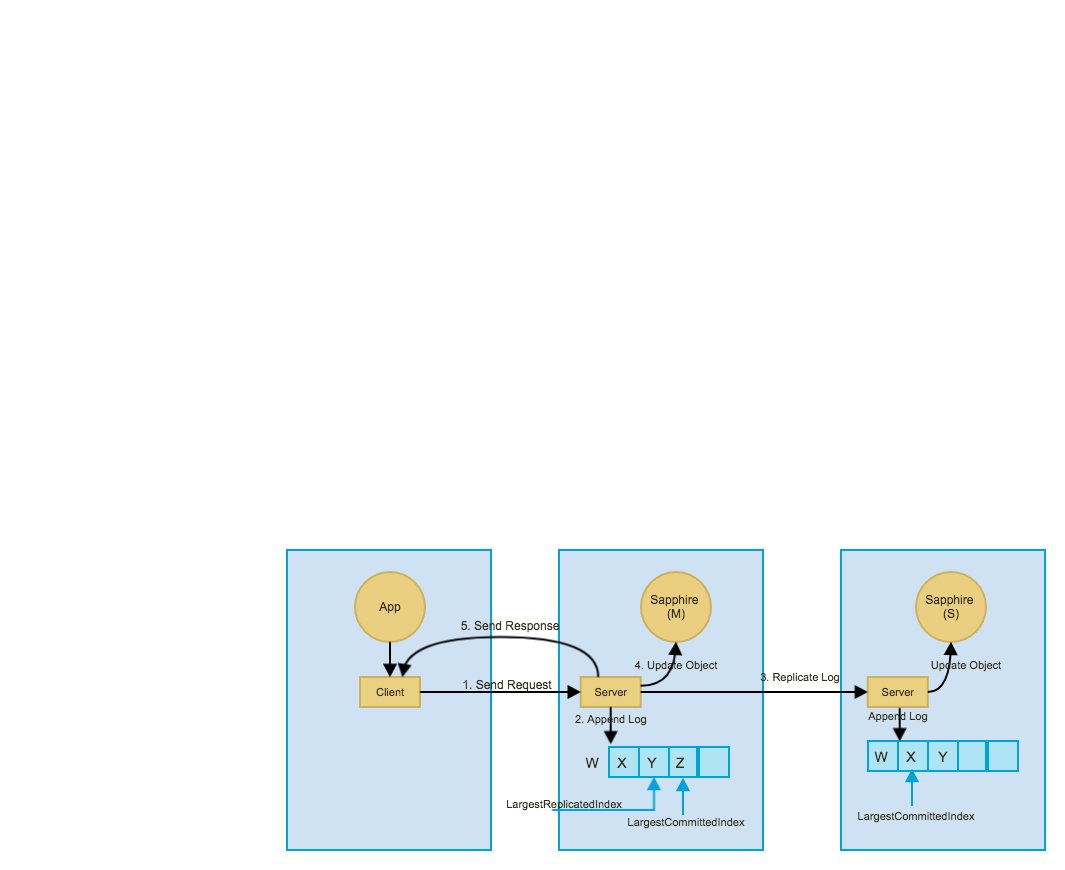 App
Sapphire
(M)
Sapphire
(S)
5. Send Response
4. Update Object
Update Object
3. Replicate Log
1. Send Request
Client
Server
Server
2. Append Log
Append Log
W X Y Z
W X Y
LargestReplicatedIndex
LargestCommittedIndex
LargestCommittedIndex